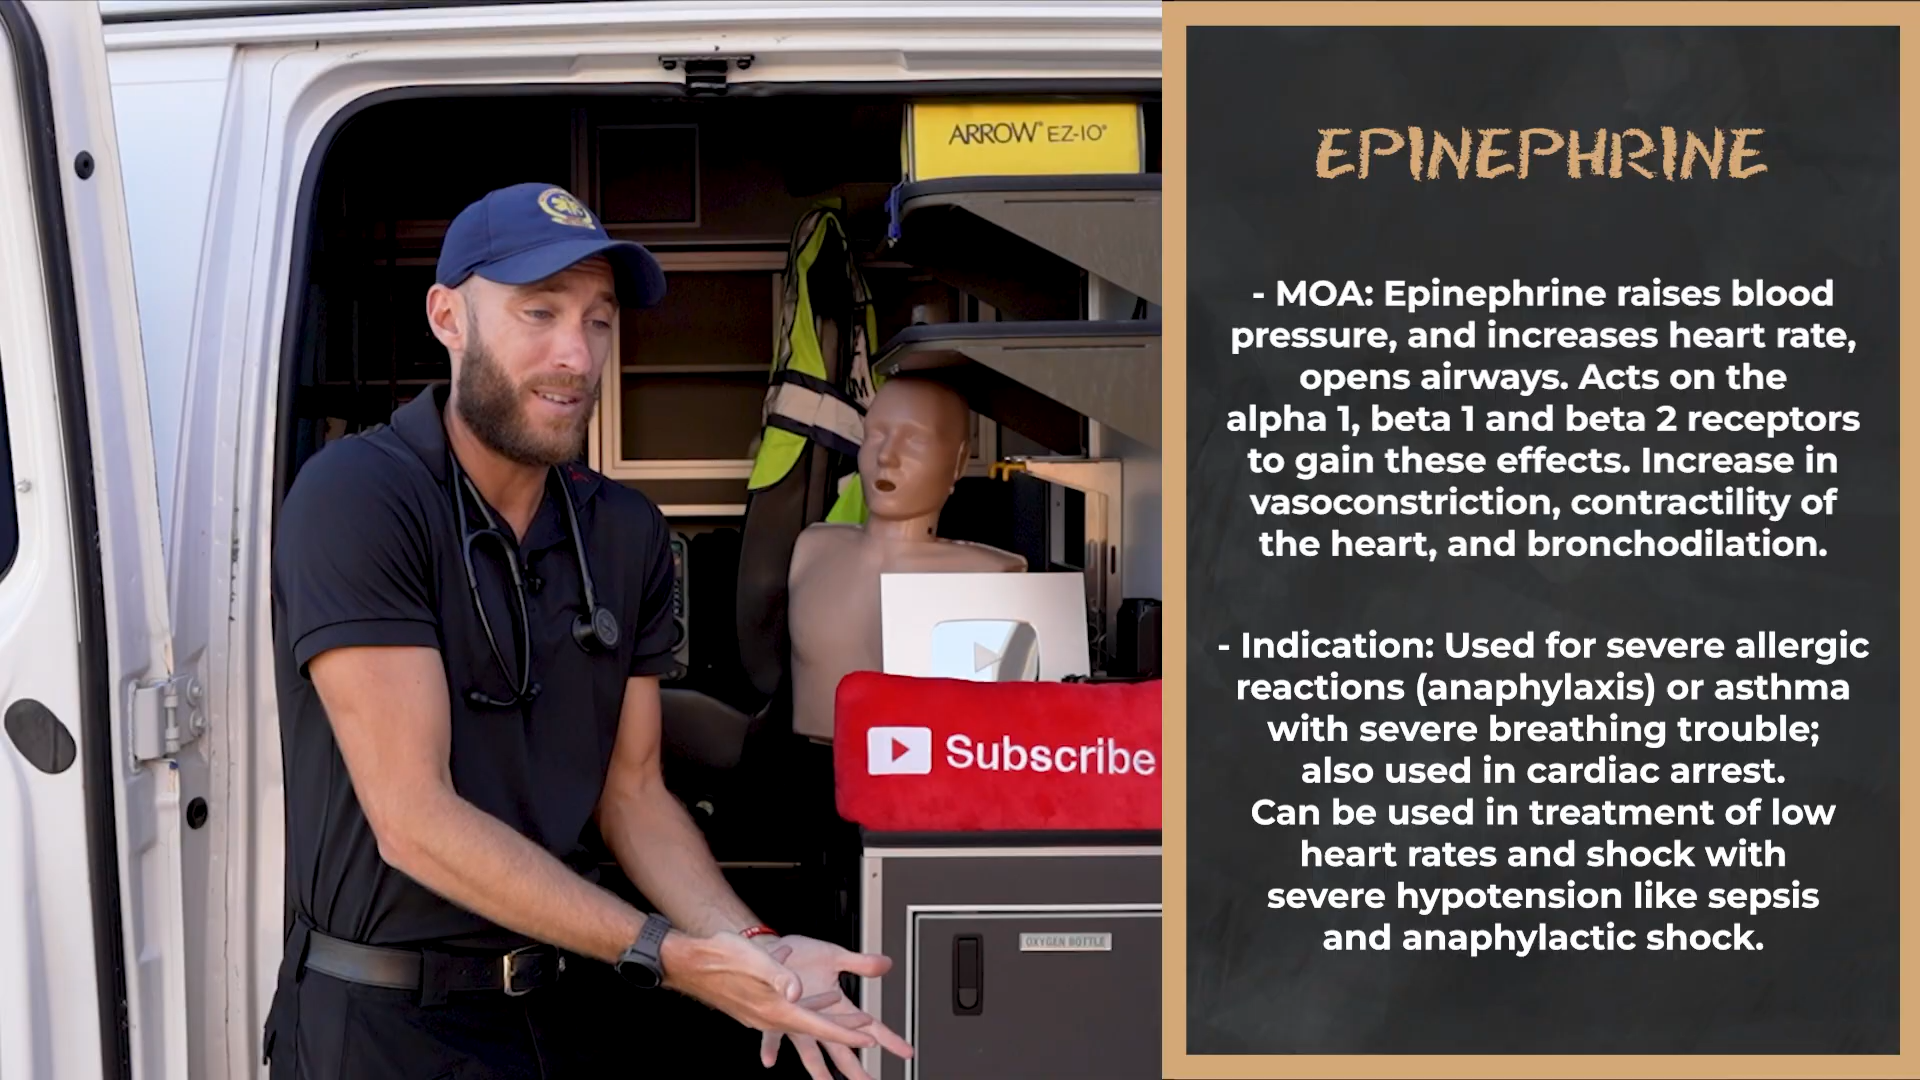 ARROW® EZ-IO®
M
Subscribe
OXYGEN BOTTLE
EPINEPHRINE
- MOA: Epinephrine raises blood
pressure, and increases heart rate,
opens airways. Acts on the
alpha 1, beta 1 and beta 2 receptors
to gain these effects. Increase in
vasoconstriction, contractility of
the heart, and bronchodilation.
- Indication: Used for severe allergic
reactions (anaphylaxis) or asthma
with severe breathing trouble;
also used in cardiac arrest.
Can be used in treatment of low
heart rates and shock with
severe hypotension like sepsis
and anaphylactic shock.